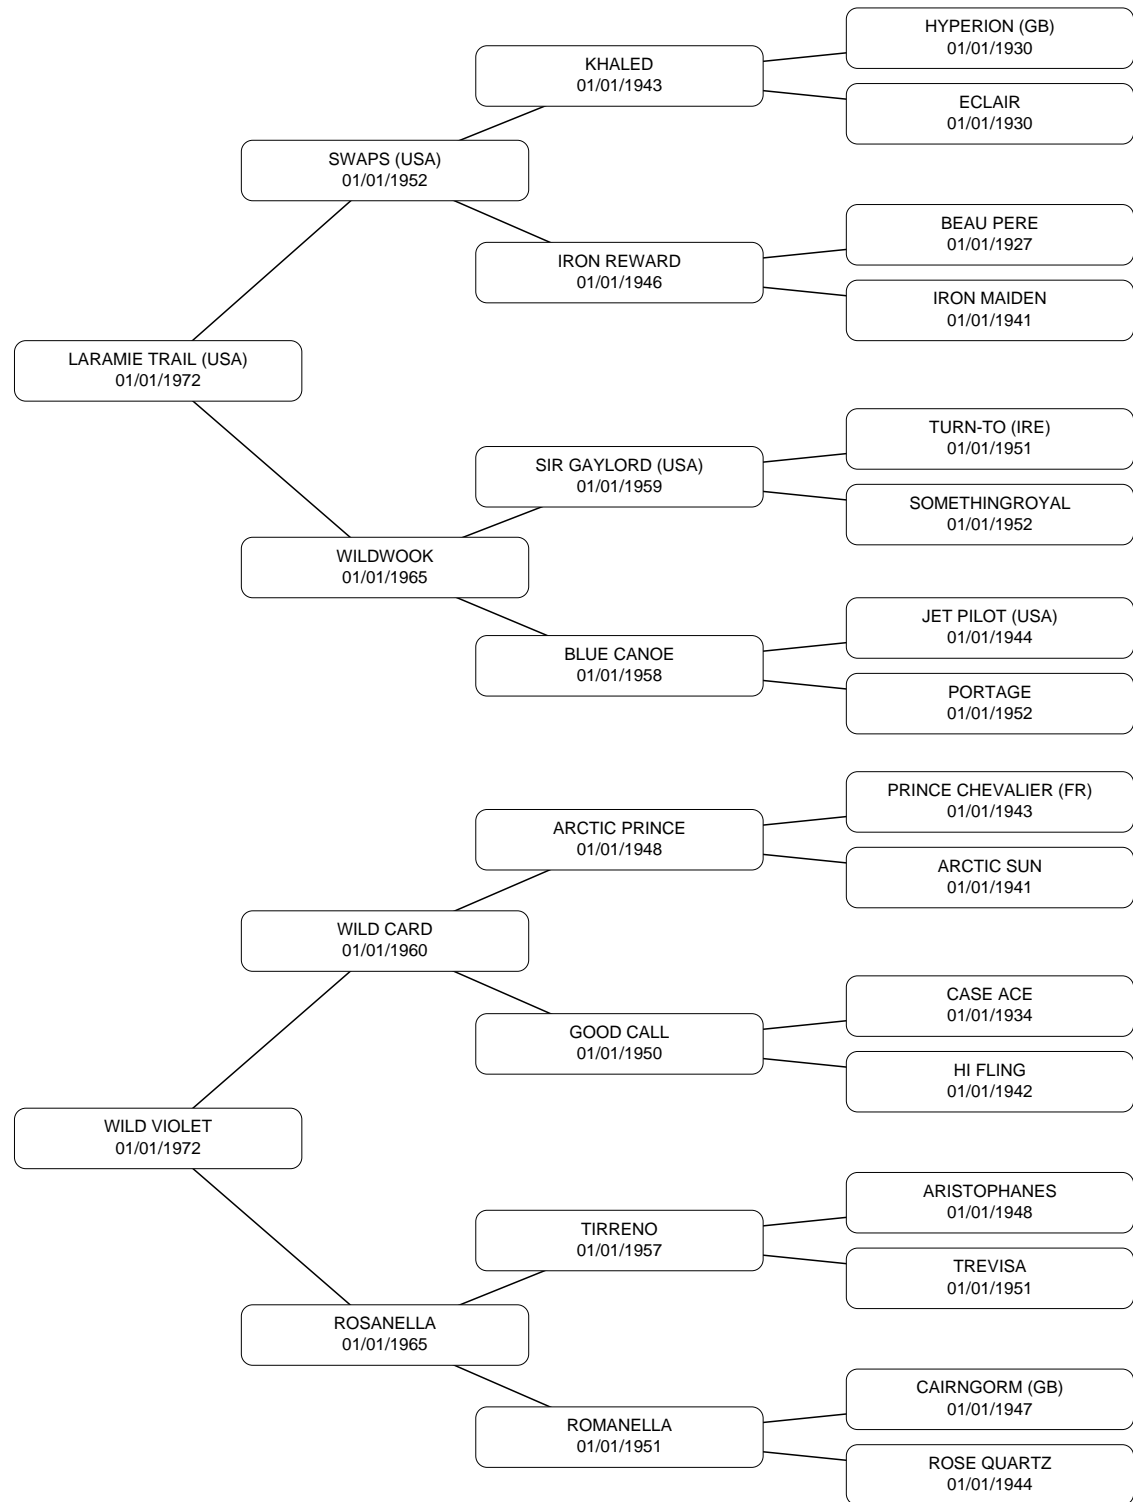 HYPERION (GB)
01/01/1930
KHALED
01/01/1943
ECLAIR
01/01/1930
SWAPS (USA)
01/01/1952
BEAU PERE
01/01/1927
IRON REWARD
01/01/1946
IRON MAIDEN
01/01/1941
LARAMIE TRAIL (USA)
01/01/1972
TURN-TO (IRE)
01/01/1951
SIR GAYLORD (USA)
01/01/1959
SOMETHINGROYAL
01/01/1952
WILDWOOK
01/01/1965
JET PILOT (USA)
01/01/1944
BLUE CANOE
01/01/1958
PORTAGE
01/01/1952
PRINCE CHEVALIER (FR)
01/01/1943
ARCTIC PRINCE
01/01/1948
ARCTIC SUN
01/01/1941
WILD CARD
01/01/1960
CASE ACE
01/01/1934
GOOD CALL
01/01/1950
HI FLING
01/01/1942
WILD VIOLET
01/01/1972
ARISTOPHANES
01/01/1948
TIRRENO
01/01/1957
TREVISA
01/01/1951
ROSANELLA
01/01/1965
CAIRNGORM (GB)
01/01/1947
ROMANELLA
01/01/1951
ROSE QUARTZ
01/01/1944